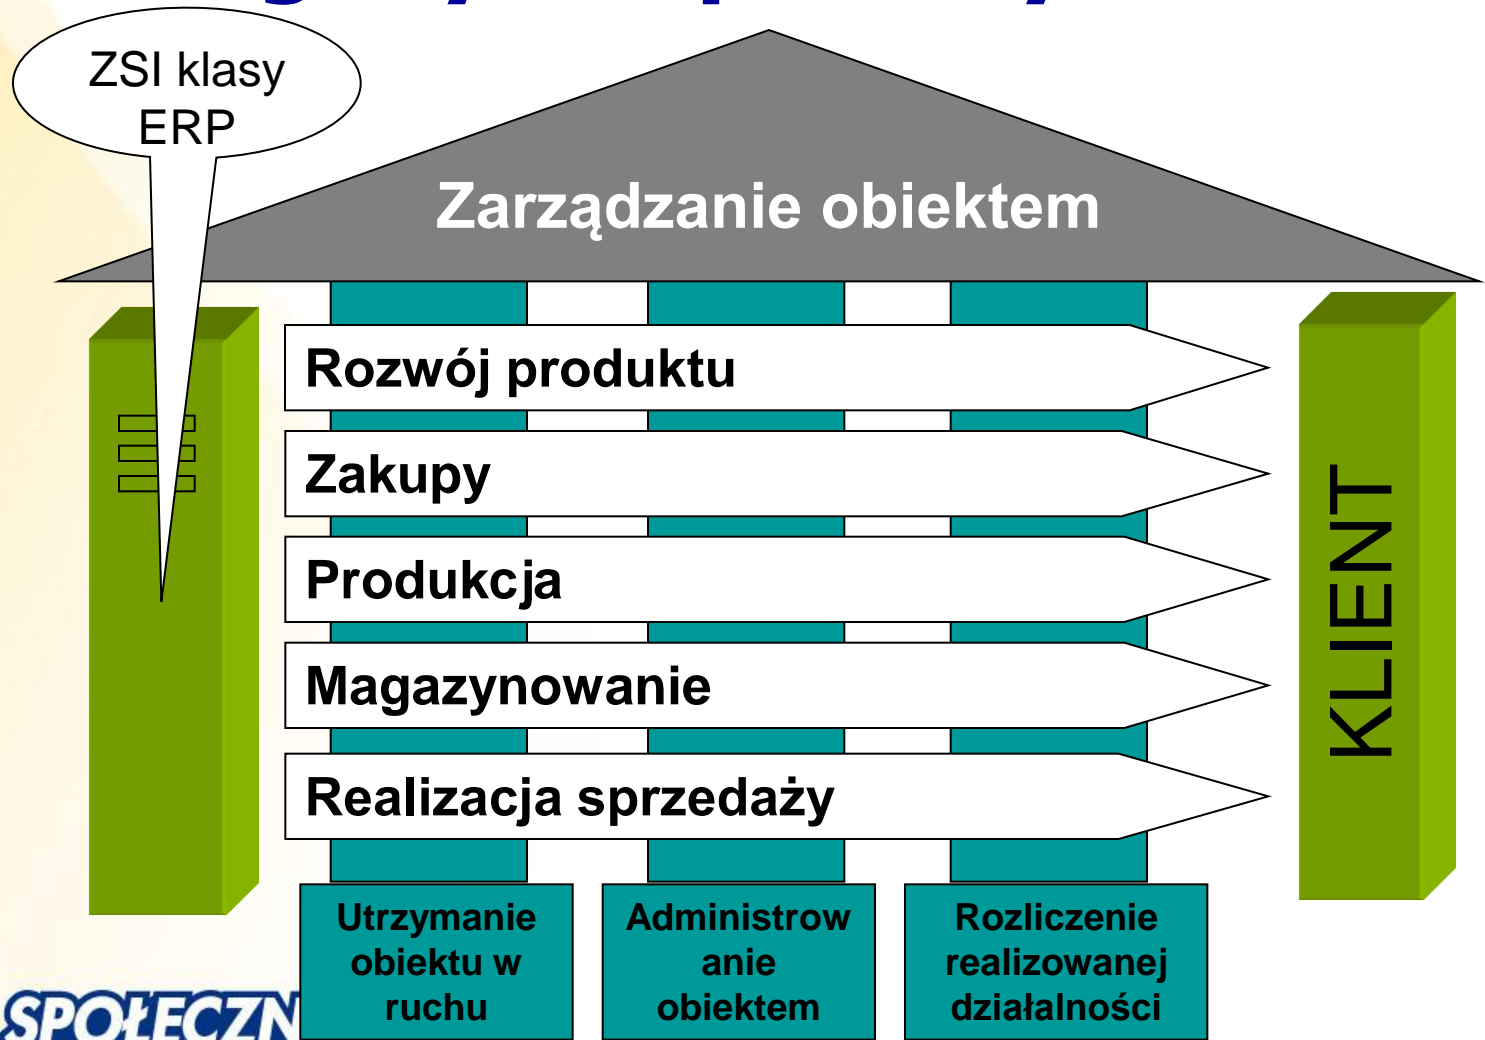 ZSI klasy
ERP
Zarządzanie obiektem
Rozwój produktu
Zakupy
Produkcja
Magazynowanie
Realizacja sprzedaży
KLIENT
Utrzymanie
obiektu w
ruchu
Administrow
anie
obiektem
Rozliczenie
realizowanej
działalności
SPOŁECZN